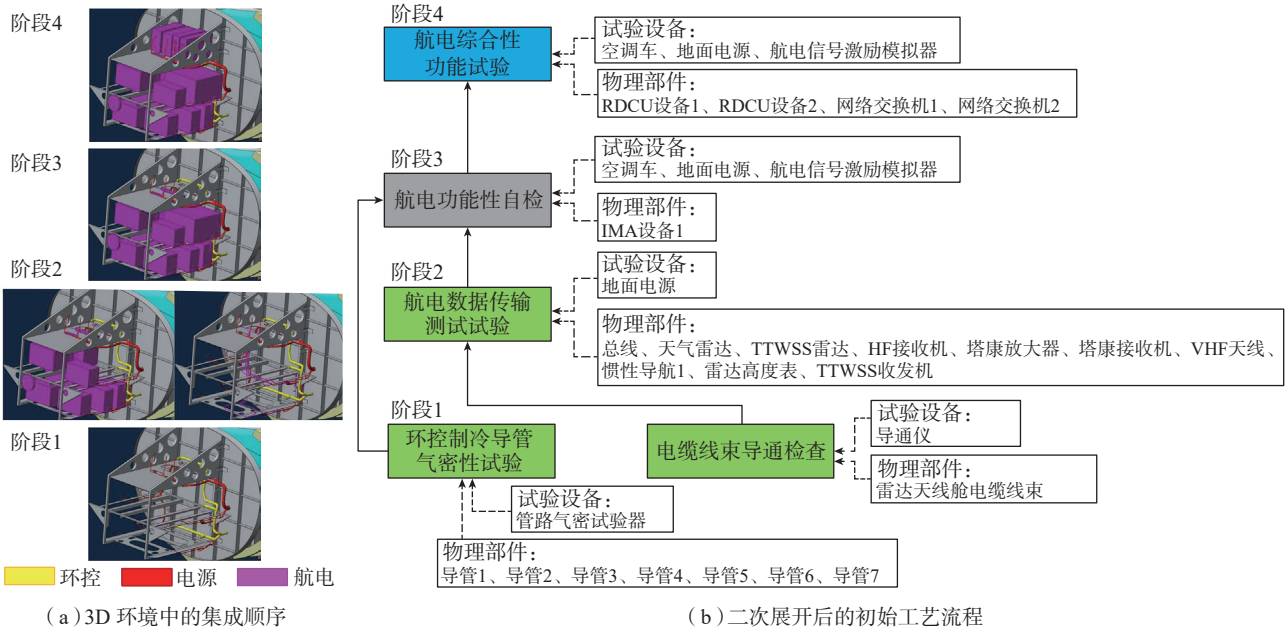 阶段4
阶段3
阶段2
阶段1
环控
电源
航电
(a)3D 环境中的集成顺序
阶段4
航电综合性
功能试验
试验设备：
空调车、地面电源、航电信号激励模拟器
物理部件：
RDCU设备1、RDCU设备2、网络交换机1、网络交换机2
阶段3
航电功能性自检
试验设备：
空调车、地面电源、航电信号激励模拟器
物理部件：
IMA设备1
阶段2
航电数据传输
测试试验
试验设备：
地面电源
物理部件：
总线、天气雷达、TTWSS雷达、HF接收机、塔康放大器、塔康接收机、VHF天线、
惯性导航1、雷达高度表、TTWSS收发机
阶段1
环控制冷导管
气密性试验
电缆线束导通检查
试验设备：
导通仪
物理部件：
雷达天线舱电缆线束
试验设备：
管路气密试验器
物理部件：
导管1、导管2、导管3、导管4、导管5、导管6、导管7
(b)二次展开后的初始工艺流程